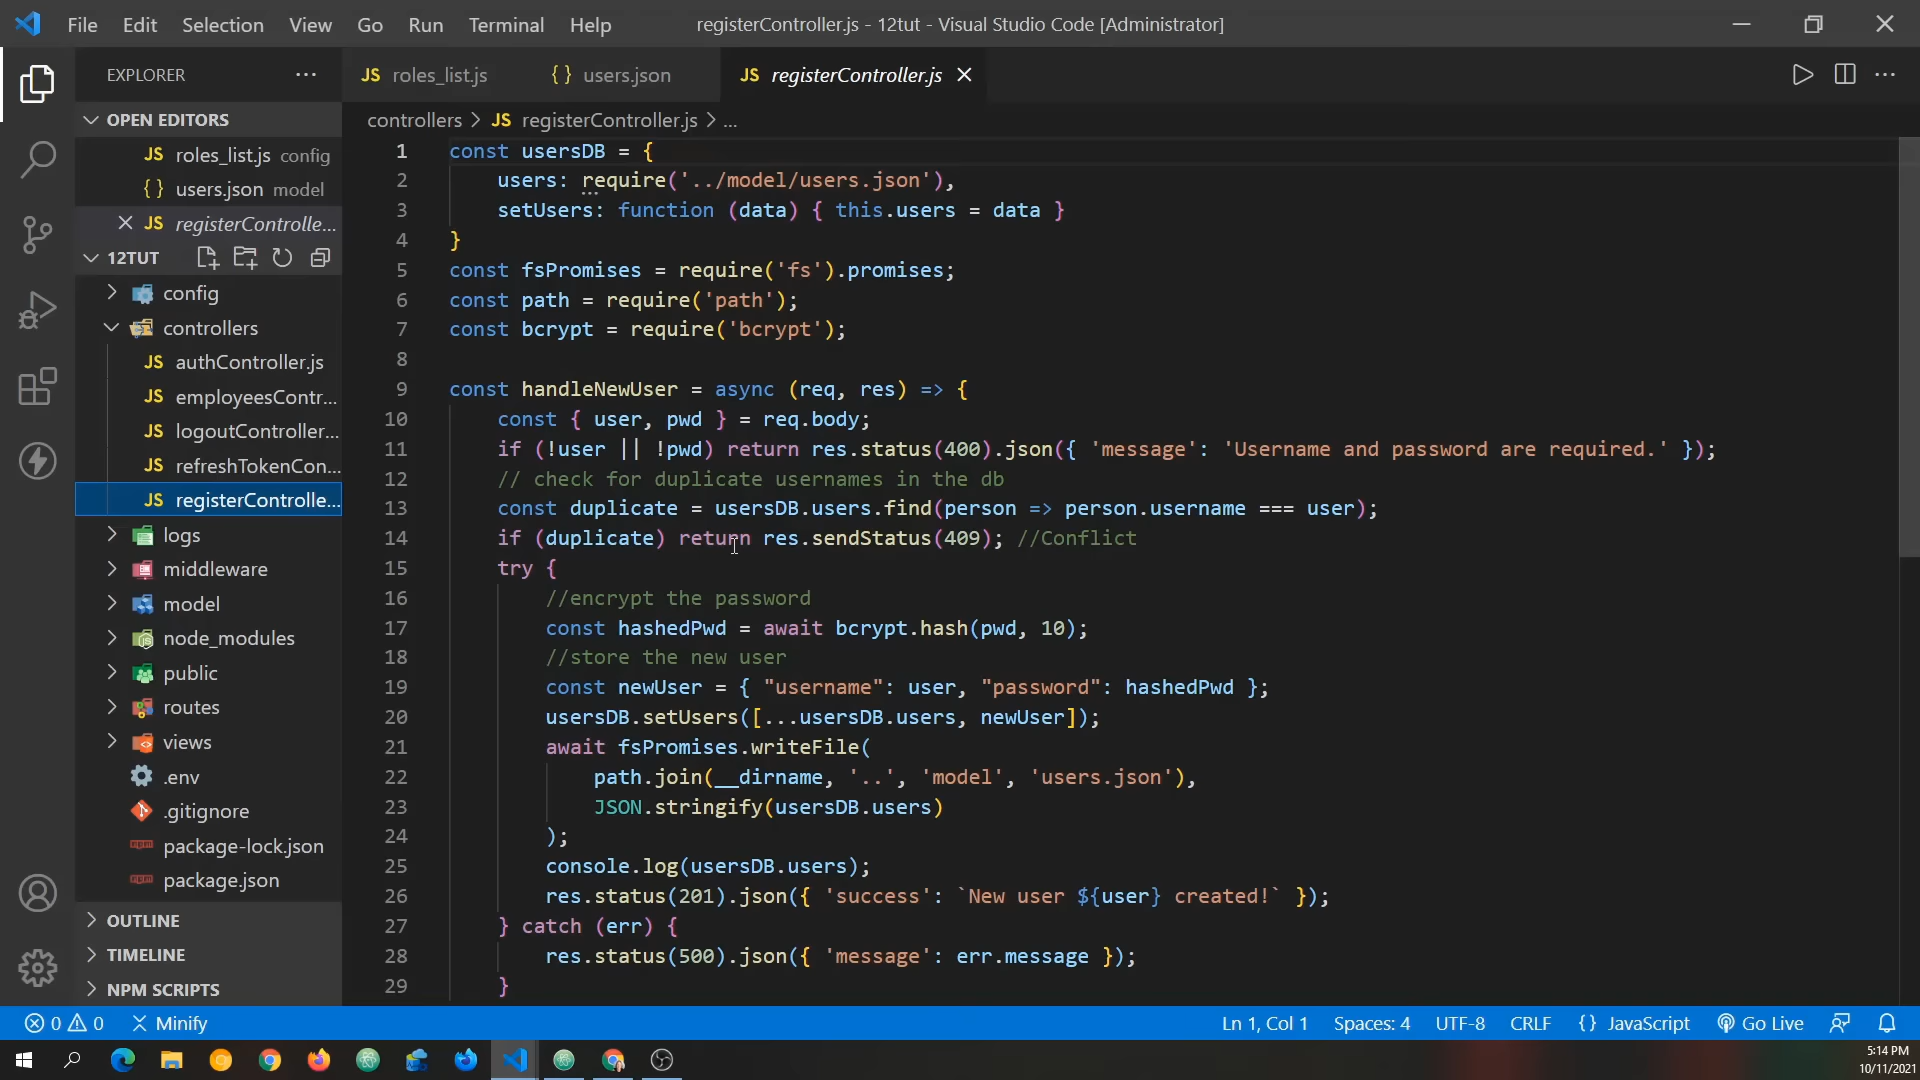 File Edit Selection View Go Run Terminal Help
registerController.js - 12tut - Visual Studio Code [Administrator]
EXPLORER
JS roles_list.js
{} users.json
JS registerController.js
OPEN EDITORS
JS roles_list.js config
{} users.json model
JS registerControlle...
12TUT
config
controllers
JS authController.js
JS employeesContr...
JS logoutController...
JS refreshTokenCon...
JS registerControlle...
logs
middleware
model
node_modules
public
routes
views
.env
.gitignore
package-lock.json
package.json
OUTLINE
TIMELINE
NPM SCRIPTS
controllers > JS registerController.js > ...
1 const usersDB = {
2 users: require('../model/users.json'),
3 setUsers: function (data) { this.users = data }
4 }
5 const fsPromises = require('fs').promises;
6 const path = require('path');
7 const bcrypt = require('bcrypt');
8
9 const handleNewUser = async (req, res) => {
10 const { user, pwd } = req.body;
11 if (!user || !pwd) return res.status(400).json({ 'message': 'Username and password are required.' });
12 // check for duplicate usernames in the db
13 const duplicate = usersDB.users.find(person => person.username === user);
14 if (duplicate) return res.sendStatus(409); //Conflict
15 try {
16 //encrypt the password
17 const hashedPwd = await bcrypt.hash(pwd, 10);
18 //store the new user
19 const newUser = { "username": user, "password": hashedPwd };
20 usersDB.setUsers([...usersDB.users, newUser]);
21 await fsPromises.writeFile(
22 path.join(__dirname, '..', 'model', 'users.json'),
23 JSON.stringify(usersDB.users)
24 );
25 console.log(usersDB.users);
26 res.status(201).json({ 'success': `New user ${user} created!` });
27 } catch (err) {
28 res.status(500).json({ 'message': err.message });
29 }
0 0 Minify
Ln 1, Col 1 Spaces: 4 UTF-8 CRLF {} JavaScript Go Live
5:14 PM
10/11/2021